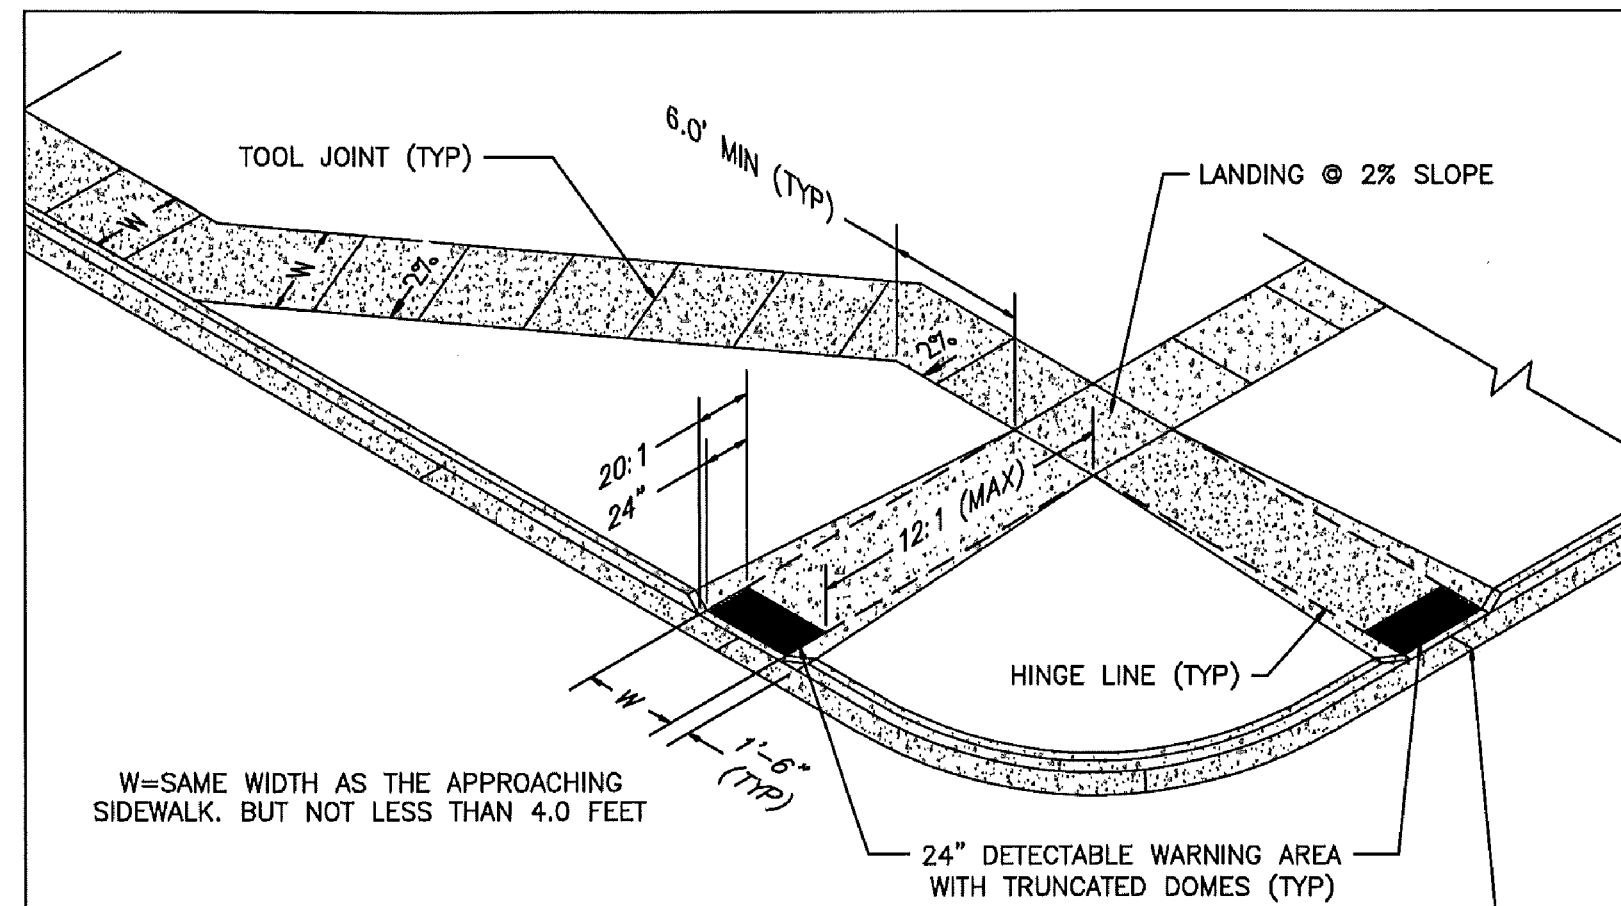 6.0' MIN (TYP)
TOOL JOINT (TYP)
LANDING @ 2% SLOPE
W
W
2%
2%
20:1
24"
12:1 (MAX)
HINGE LINE (TYP)
W
1'-6"
(TYP)
W=SAME WIDTH AS THE APPROACHING
SIDEWALK. BUT NOT LESS THAN 4.0 FEET
24" DETECTABLE WARNING AREA
WITH TRUNCATED DOMES (TYP)